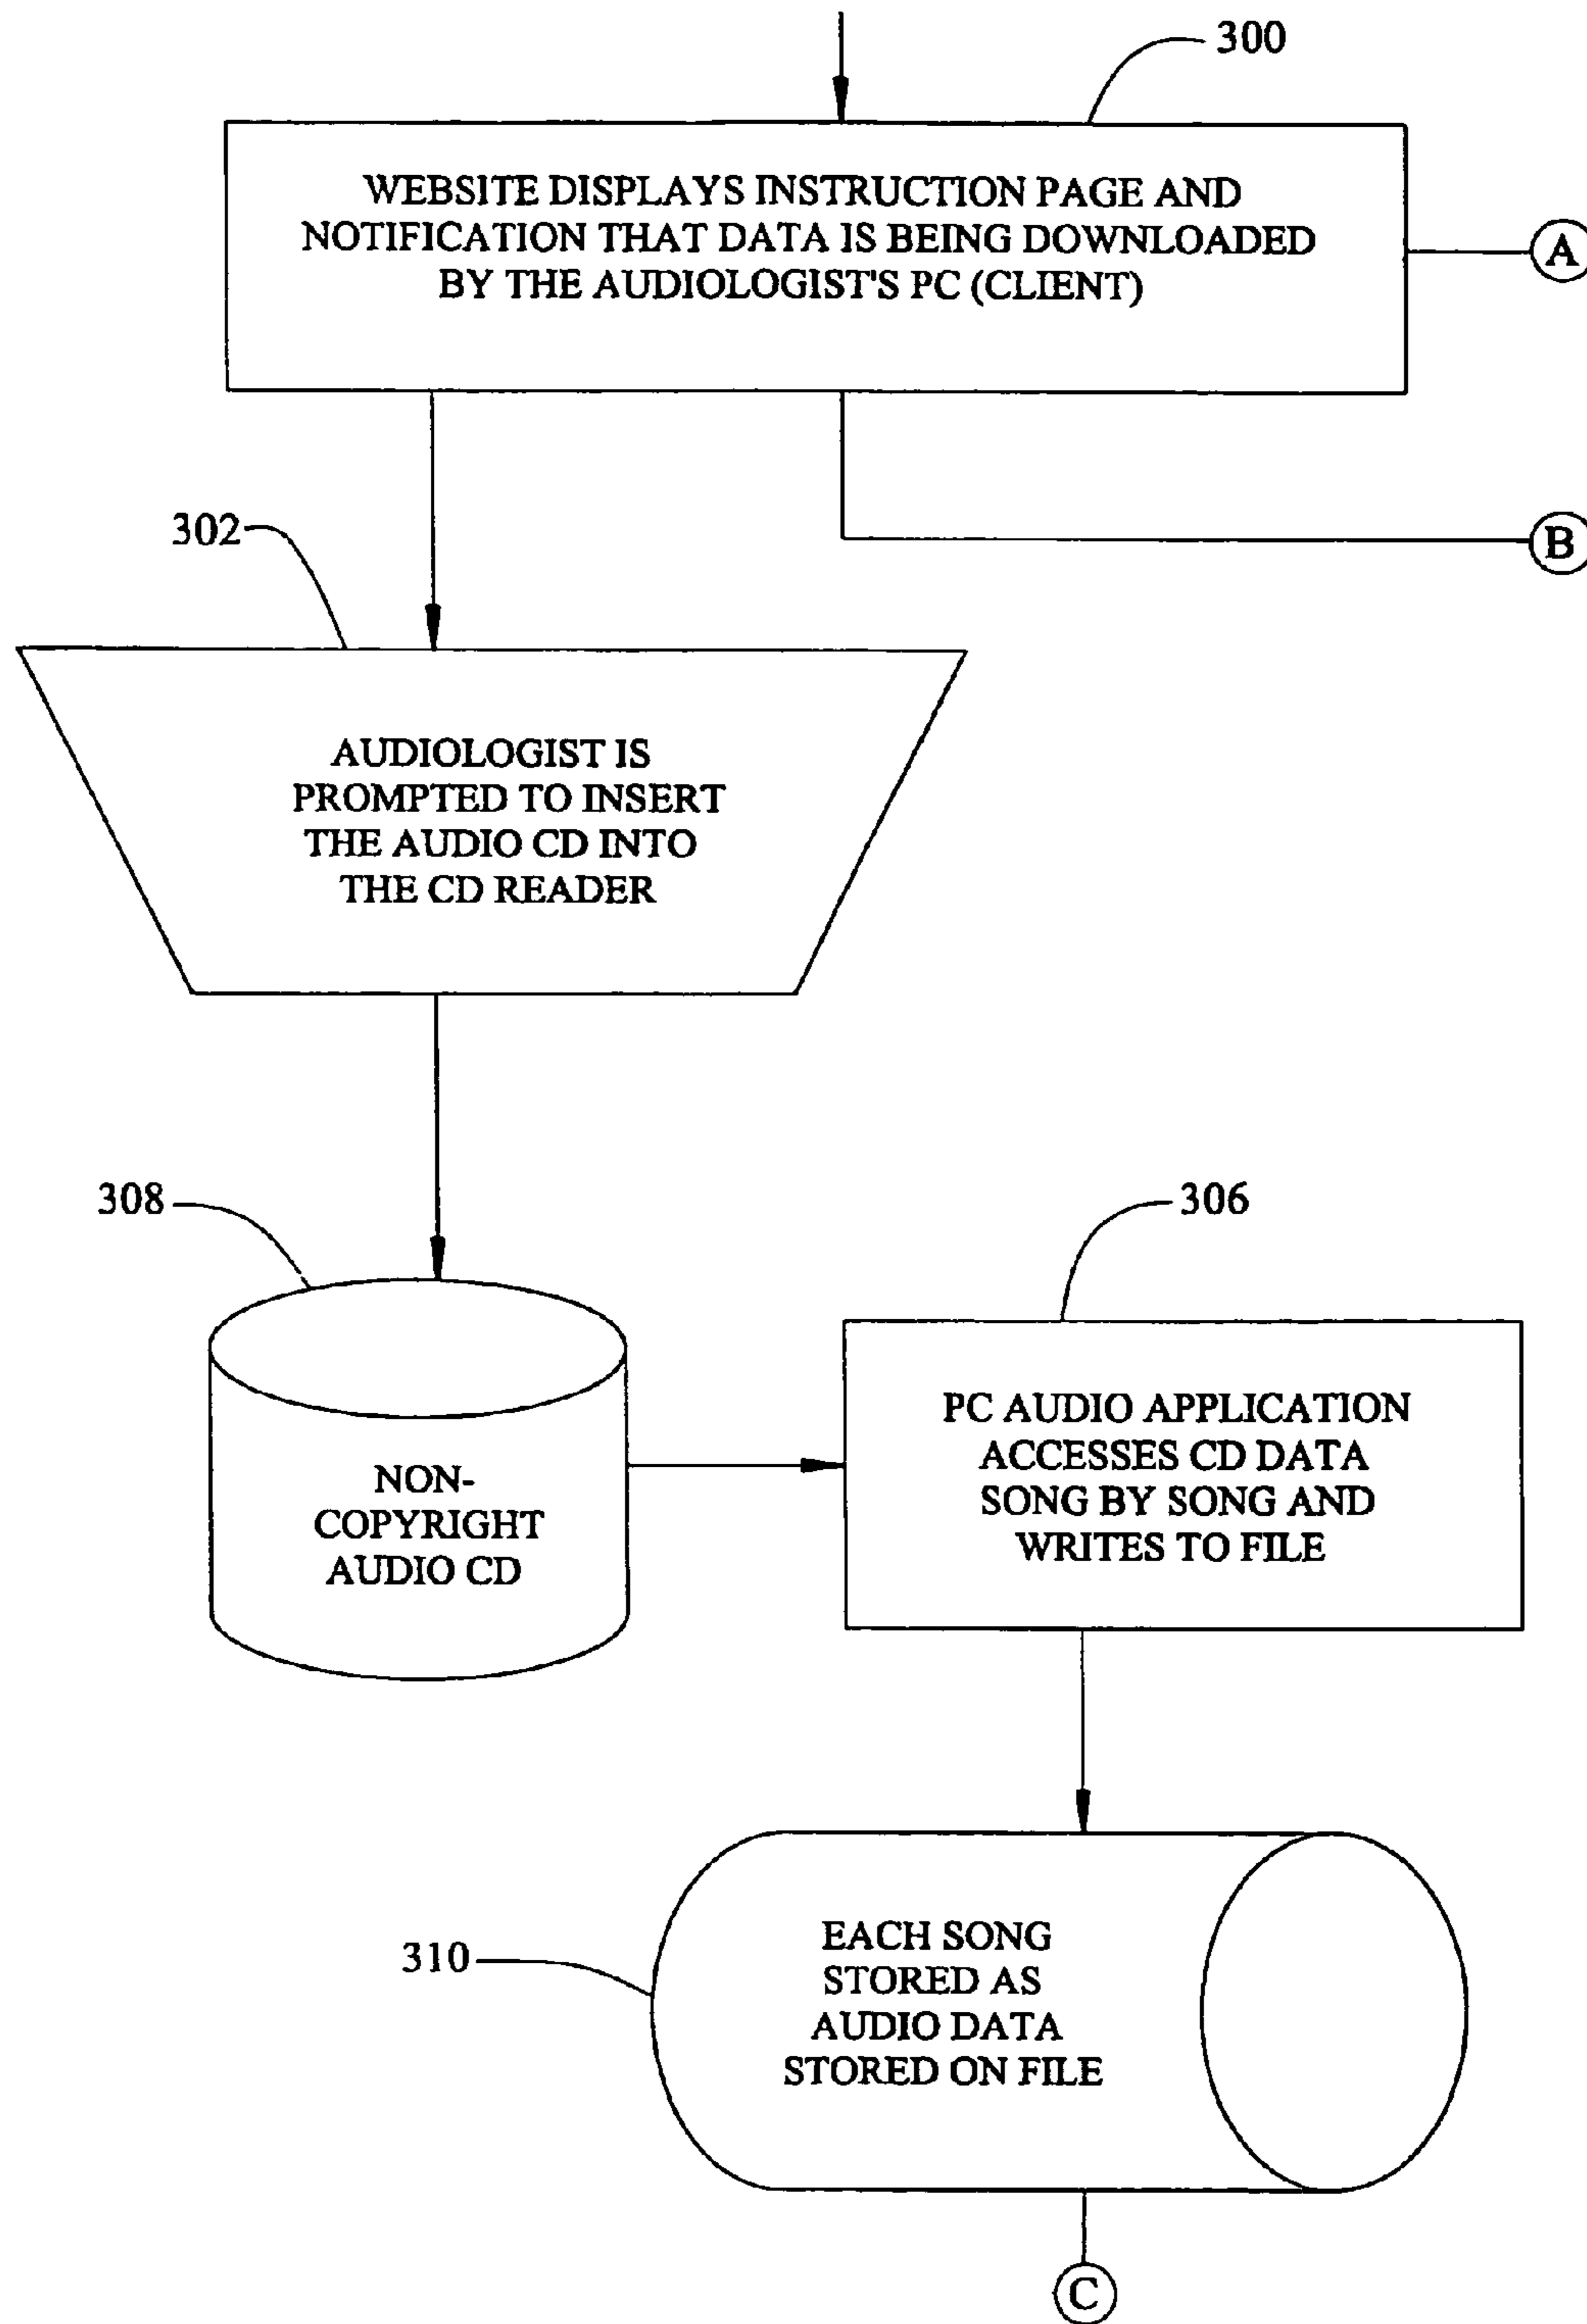 300
WEBSITE DISPLAYS INSTRUCTION PAGE AND
NOTIFICATION THAT DATA IS BEING DOWNLOADED
BY THE AUDIOLOGIST'S PC (CLIENT)
A
B
302
AUDIOLOGIST IS
PROMPTED TO INSERT
THE AUDIO CD INTO
THE CD READER
308
NON-
COPYRIGHT
AUDIO CD
306
PC AUDIO APPLICATION
ACCESSES CD DATA
SONG BY SONG AND
WRITES TO FILE
310
EACH SONG
STORED AS
AUDIO DATA
STORED ON FILE
C